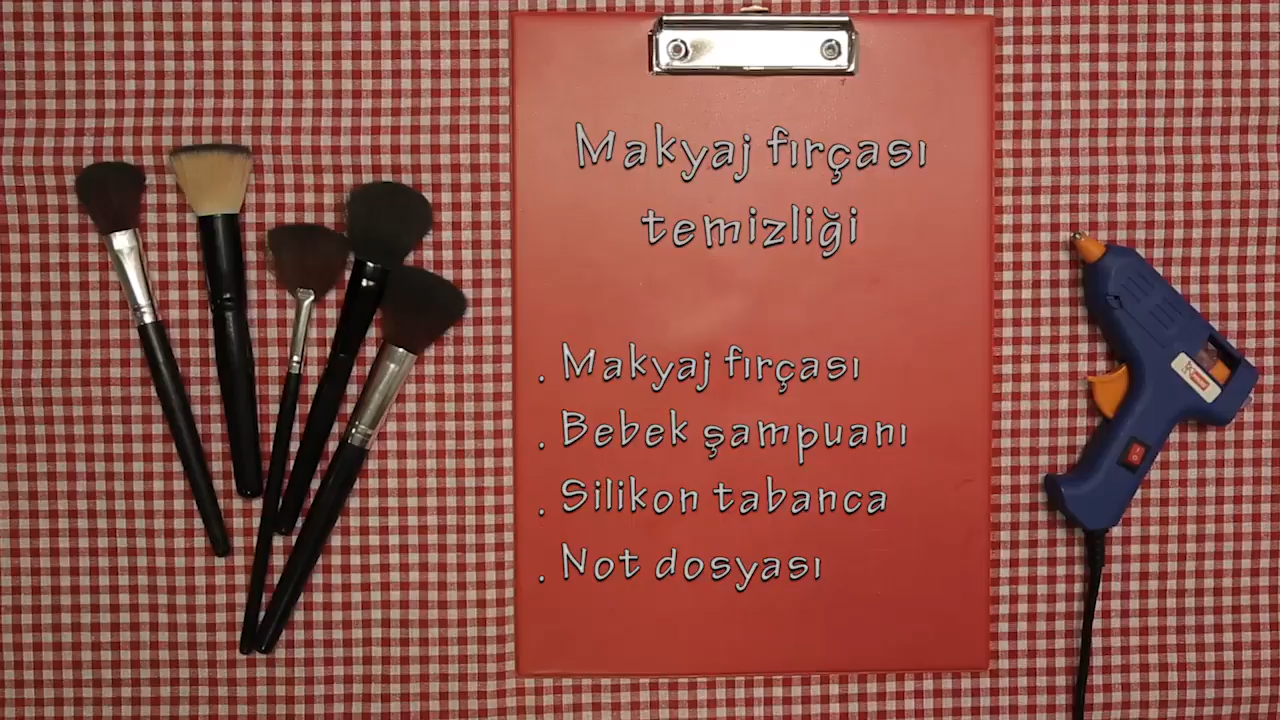 Makyaj fırçası
temizliği
. Makyaj fırçası
. Bebek şampuanı
. Silikon tabanca
. Not dosyası